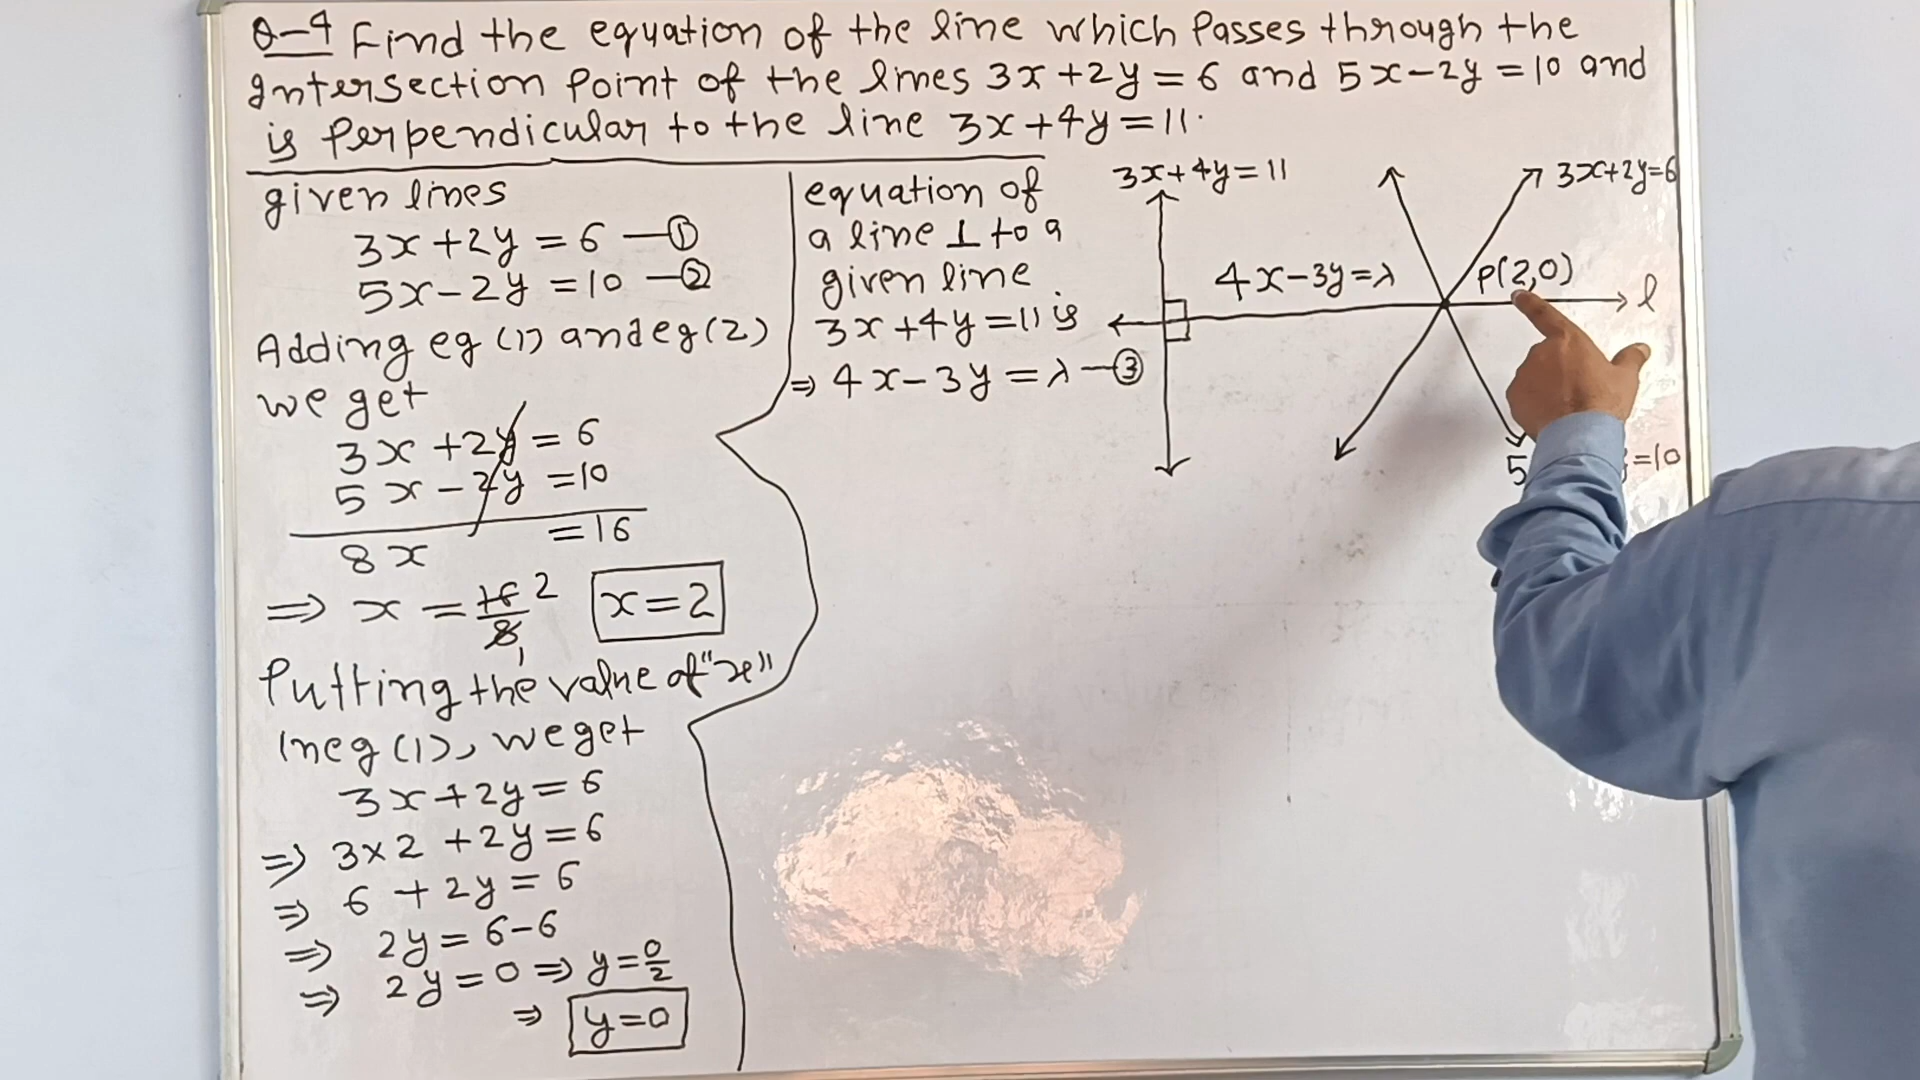 Q-4 Find the equation of the line which passes through the
Intersection point of the lines 3x+2y=6 and 5x-2y=10 and
is perpendicular to the line 3x+4y=11.
given lines
3x+2y=6 —①
5x-2y=10 —②
Adding eq (1) and eq (2)
we get
3x+2y=6
5x-2y=10
8x =16
⇒ x = 16/8 2 1 x=2
Putting the value of "x"
In eq (1), we get
3x+2y=6
⇒ 3×2+2y=6
⇒ 6+2y=6
⇒ 2y=6-6
⇒ 2y=0 ⇒ y=0/2
⇒ y=0
equation of
a line ⊥ to a
given line
3x+4y=11 is
⇒ 4x-3y=λ —③
3x+4y=11
3x+2y=6
4x-3y=λ
P(2,0)
l
5
=10